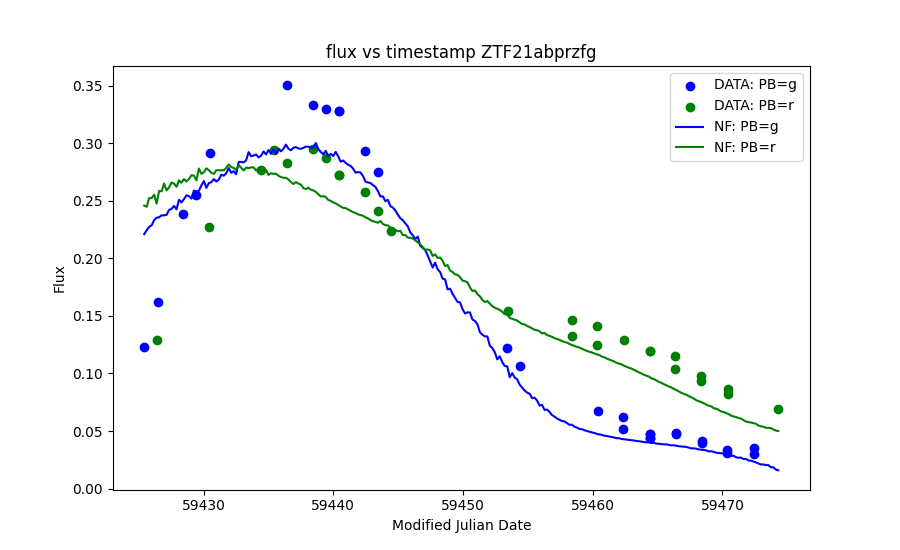 flux vs timestamp ZTF21abprzfg
DATA: PB=g
DATA: PB=r
NF: PB=g
NF: PB=r
Flux
0.35
0.30
0.25
0.20
0.15
0.10
0.05
0.00
59430 59440 59450 59460 59470
Modified Julian Date